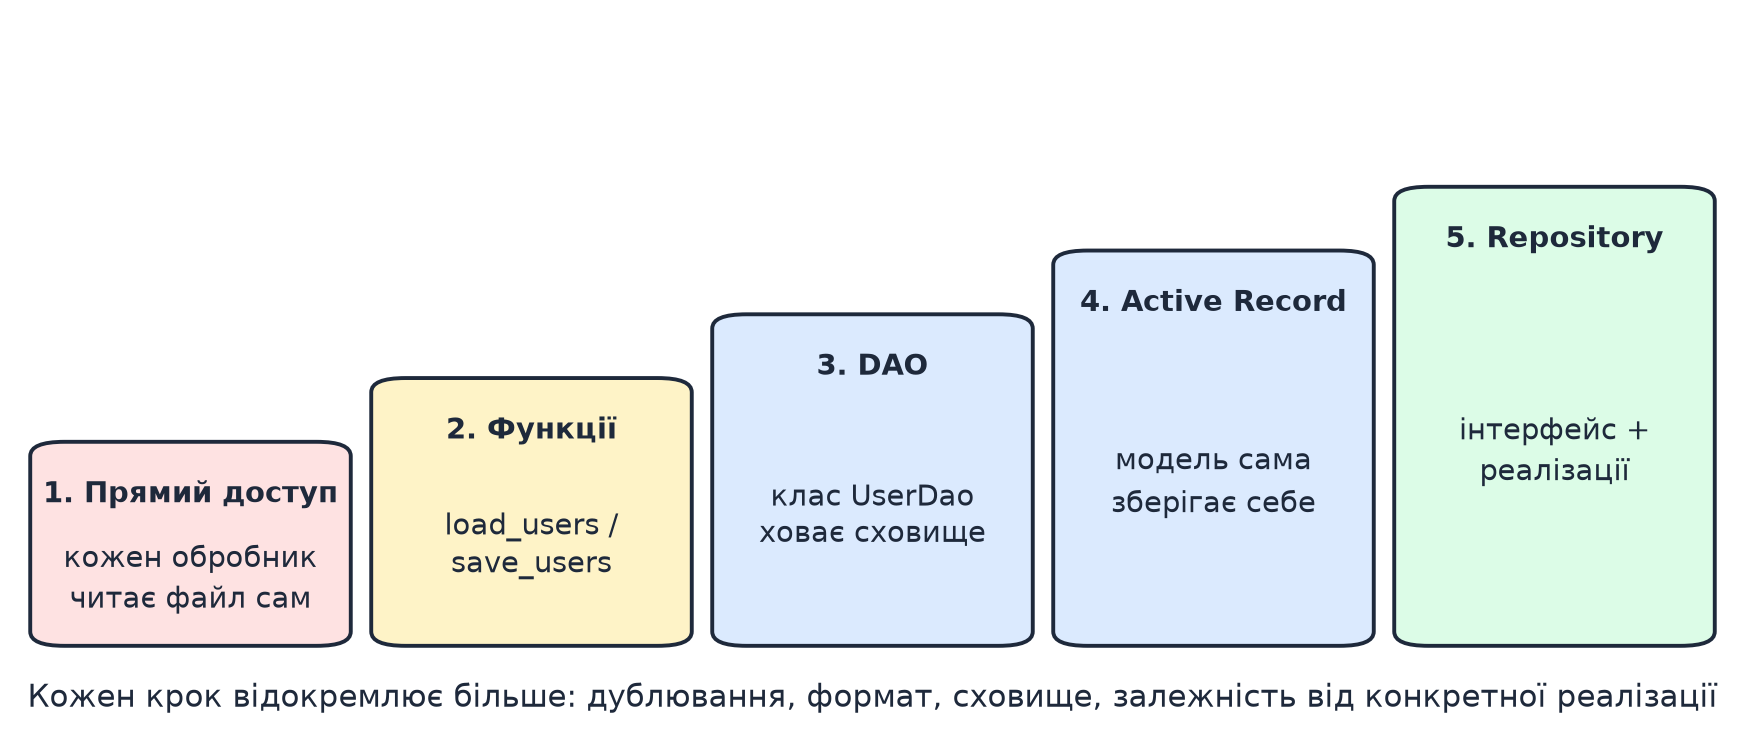 1. Прямий доступ
кожен обробник
читає файл сам
2. Функції
load_users /
save_users
3. DAO
клас UserDao
ховає сховище
4. Active Record
модель сама
зберігає себе
5. Repository
інтерфейс +
реалізації
Кожен крок відокремлює більше: дублювання, формат, сховище, залежність від конкретної реалізації